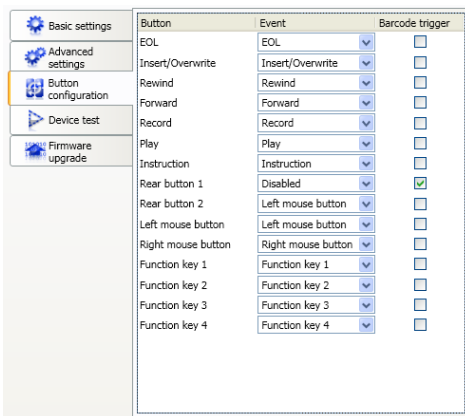 Basic settings
Advanced
settings
Button
configuration
Device test
Firmware
upgrade
Button Event Barcode trigger
EOL EOL
Insert/Overwrite Insert/Overwrite
Rewind Rewind
Forward Forward
Record Record
Play Play
Instruction Instruction
Rear button 1 Disabled
Rear button 2 Left mouse button
Left mouse button Left mouse button
Right mouse button Right mouse button
Function key 1 Function key 1
Function key 2 Function key 2
Function key 3 Function key 3
Function key 4 Function key 4